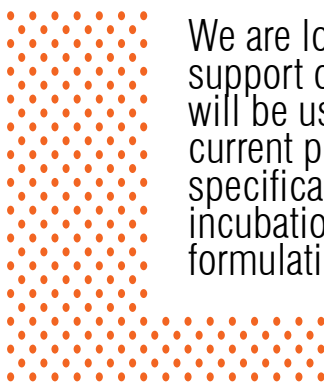 We are lo
support o
will be us
current p
specifica
incubatio
formulati